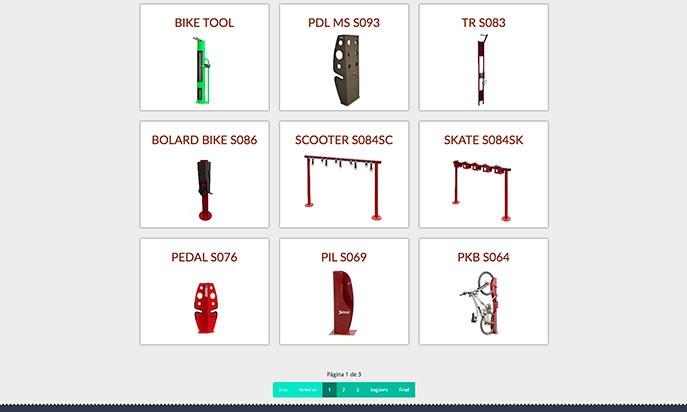 BIKE TOOL
PDL MS S093
TR S083
BOLARD BIKE S086
SCOOTER S084SC
SKATE S084SK
PEDAL S076
PIL S069
PKB S064
Pàgina 1 de 3
Inici Anterior 1 2 3 Següent Final